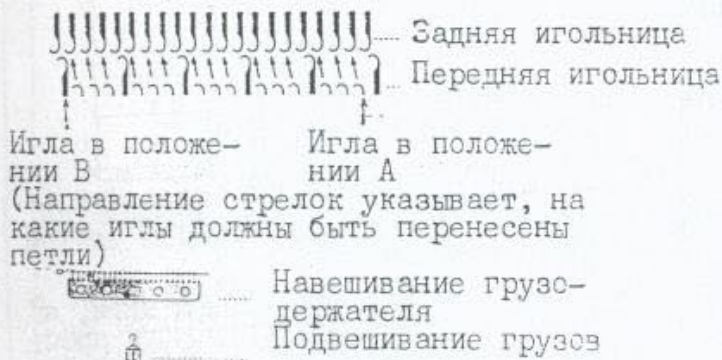 Задняя игольница
Передняя игольница
Игла в положе- Игла в положе-
нии В нии А
(Направление стрелок указывает, на
какие иглы должны быть перенесены
петли)
Навешивание грузо-
держателя
Подвешивание грузов